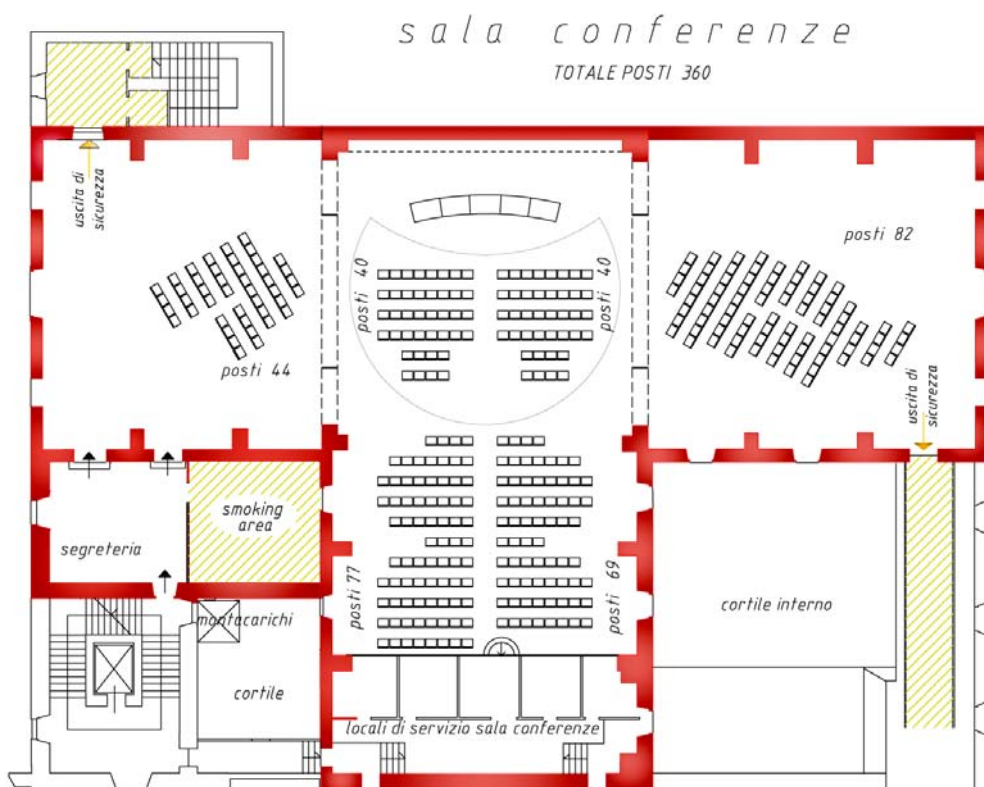 sala conferenze
TOTALE POSTI 360
uscita di
sicurezza
posti 44
posti 40
posti 40
posti 82
uscita di
sicurezza
segreteria
smoking
area
posti 77
posti 69
montacarichi
cortile
cortile interno
locali di servizio sala conferenze